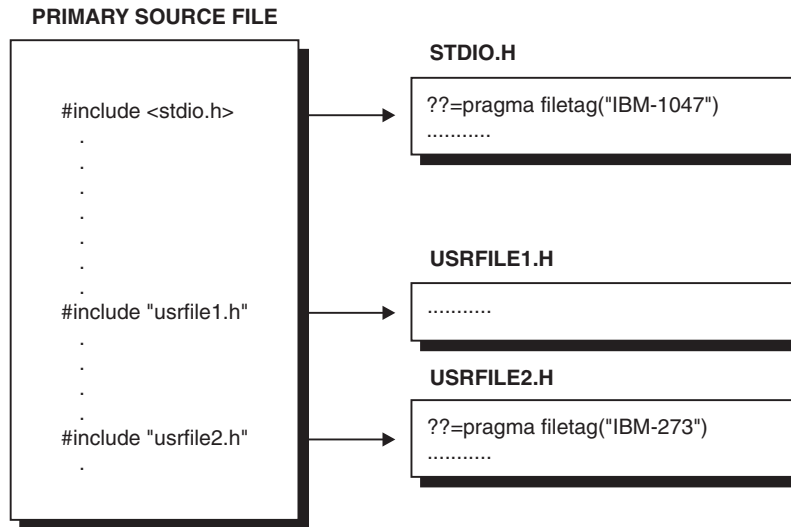 PRIMARY SOURCE FILE
#include <stdio.h>
.
.
.
.
.
.
.
#include "usrfile1.h"
.
.
.
.
#include "usrfile2.h"
.
STDIO.H
??=pragma filetag("IBM-1047")
...........
USRFILE1.H
...........
USRFILE2.H
??=pragma filetag("IBM-273")
...........